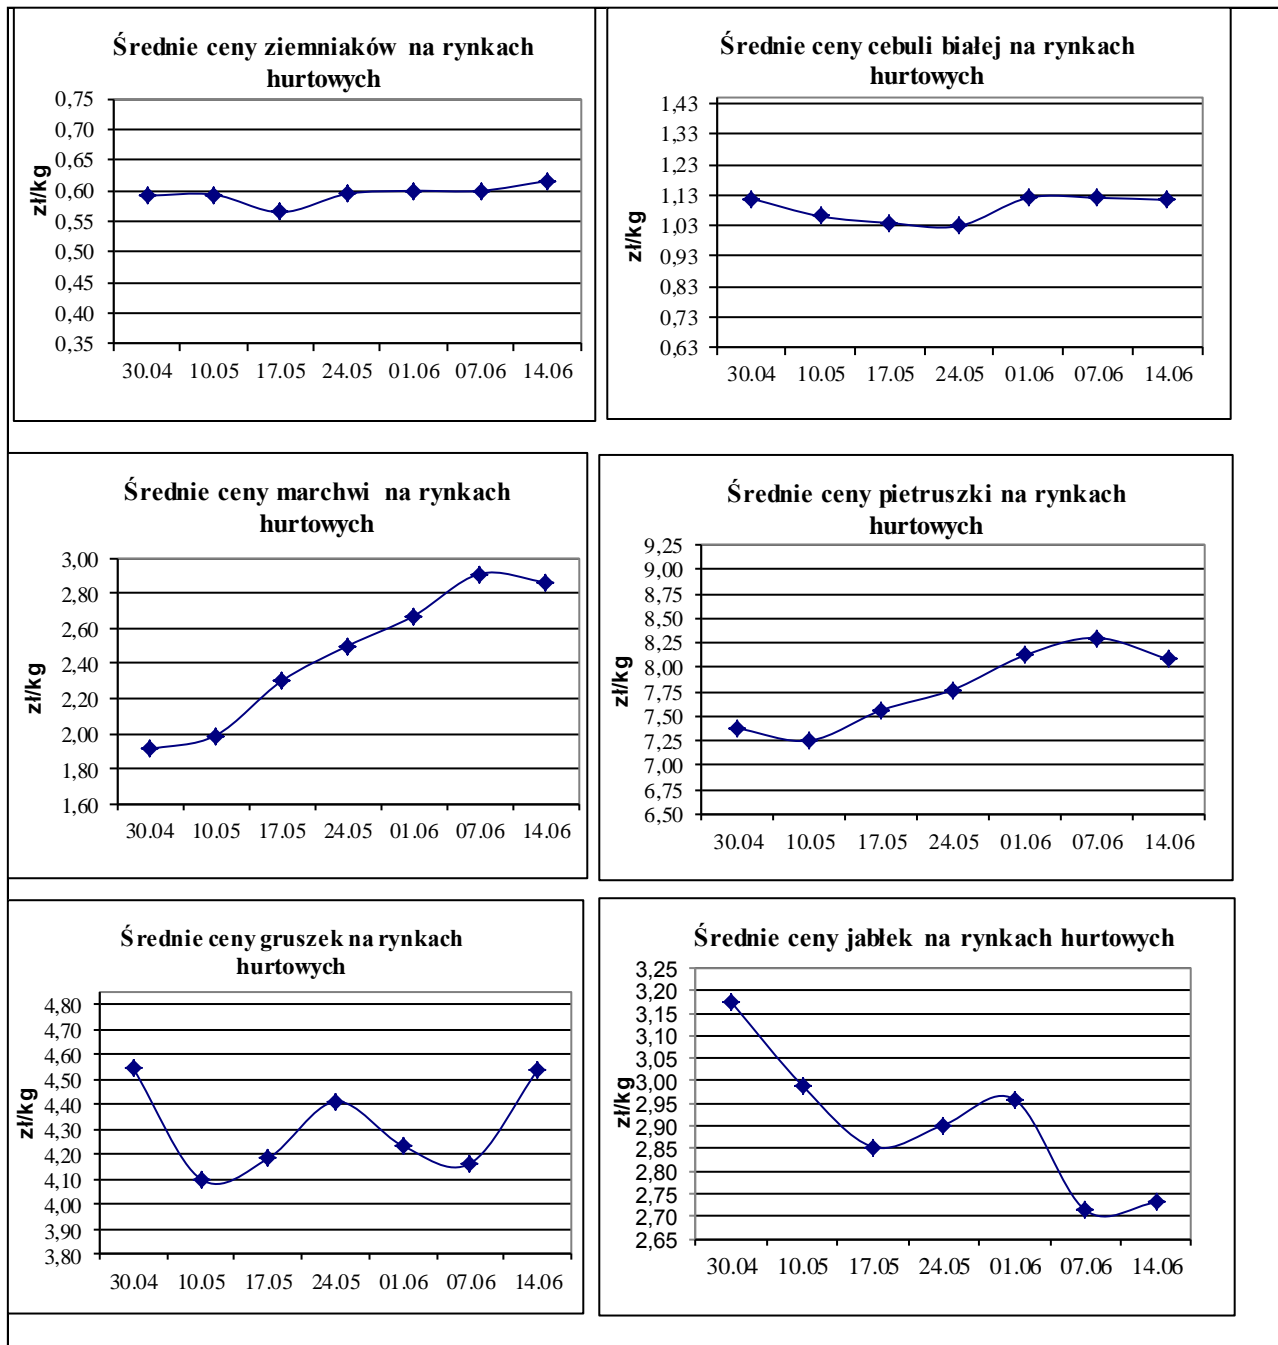 Średnie ceny ziemniaków na rynkach
hurtowych
zł/kg
0,75
0,70
0,65
0,60
0,55
0,50
0,45
0,40
0,35
30.04 10.05 17.05 24.05 01.06 07.06 14.06
Średnie ceny cebuli białej na rynkach
hurtowych
zł/kg
1,43
1,33
1,23
1,13
1,03
0,93
0,83
0,73
0,63
30.04 10.05 17.05 24.05 01.06 07.06 14.06
Średnie ceny marchwi na rynkach
hurtowych
zł/kg
3,00
2,80
2,60
2,40
2,20
2,00
1,80
1,60
30.04 10.05 17.05 24.05 01.06 07.06 14.06
Średnie ceny pietruszki na rynkach
hurtowych
zł/kg
9,25
9,00
8,75
8,50
8,25
8,00
7,75
7,50
7,25
7,00
6,75
6,50
30.04 10.05 17.05 24.05 01.06 07.06 14.06
Średnie ceny gruszek na rynkach
hurtowych
zł/kg
4,80
4,70
4,60
4,50
4,40
4,30
4,20
4,10
4,00
3,90
3,80
30.04 10.05 17.05 24.05 01.06 07.06 14.06
Średnie ceny jabłek na rynkach hurtowych
zł/kg
3,25
3,20
3,15
3,10
3,05
3,00
2,95
2,90
2,85
2,80
2,75
2,70
2,65
30.04 10.05 17.05 24.05 01.06 07.06 14.06